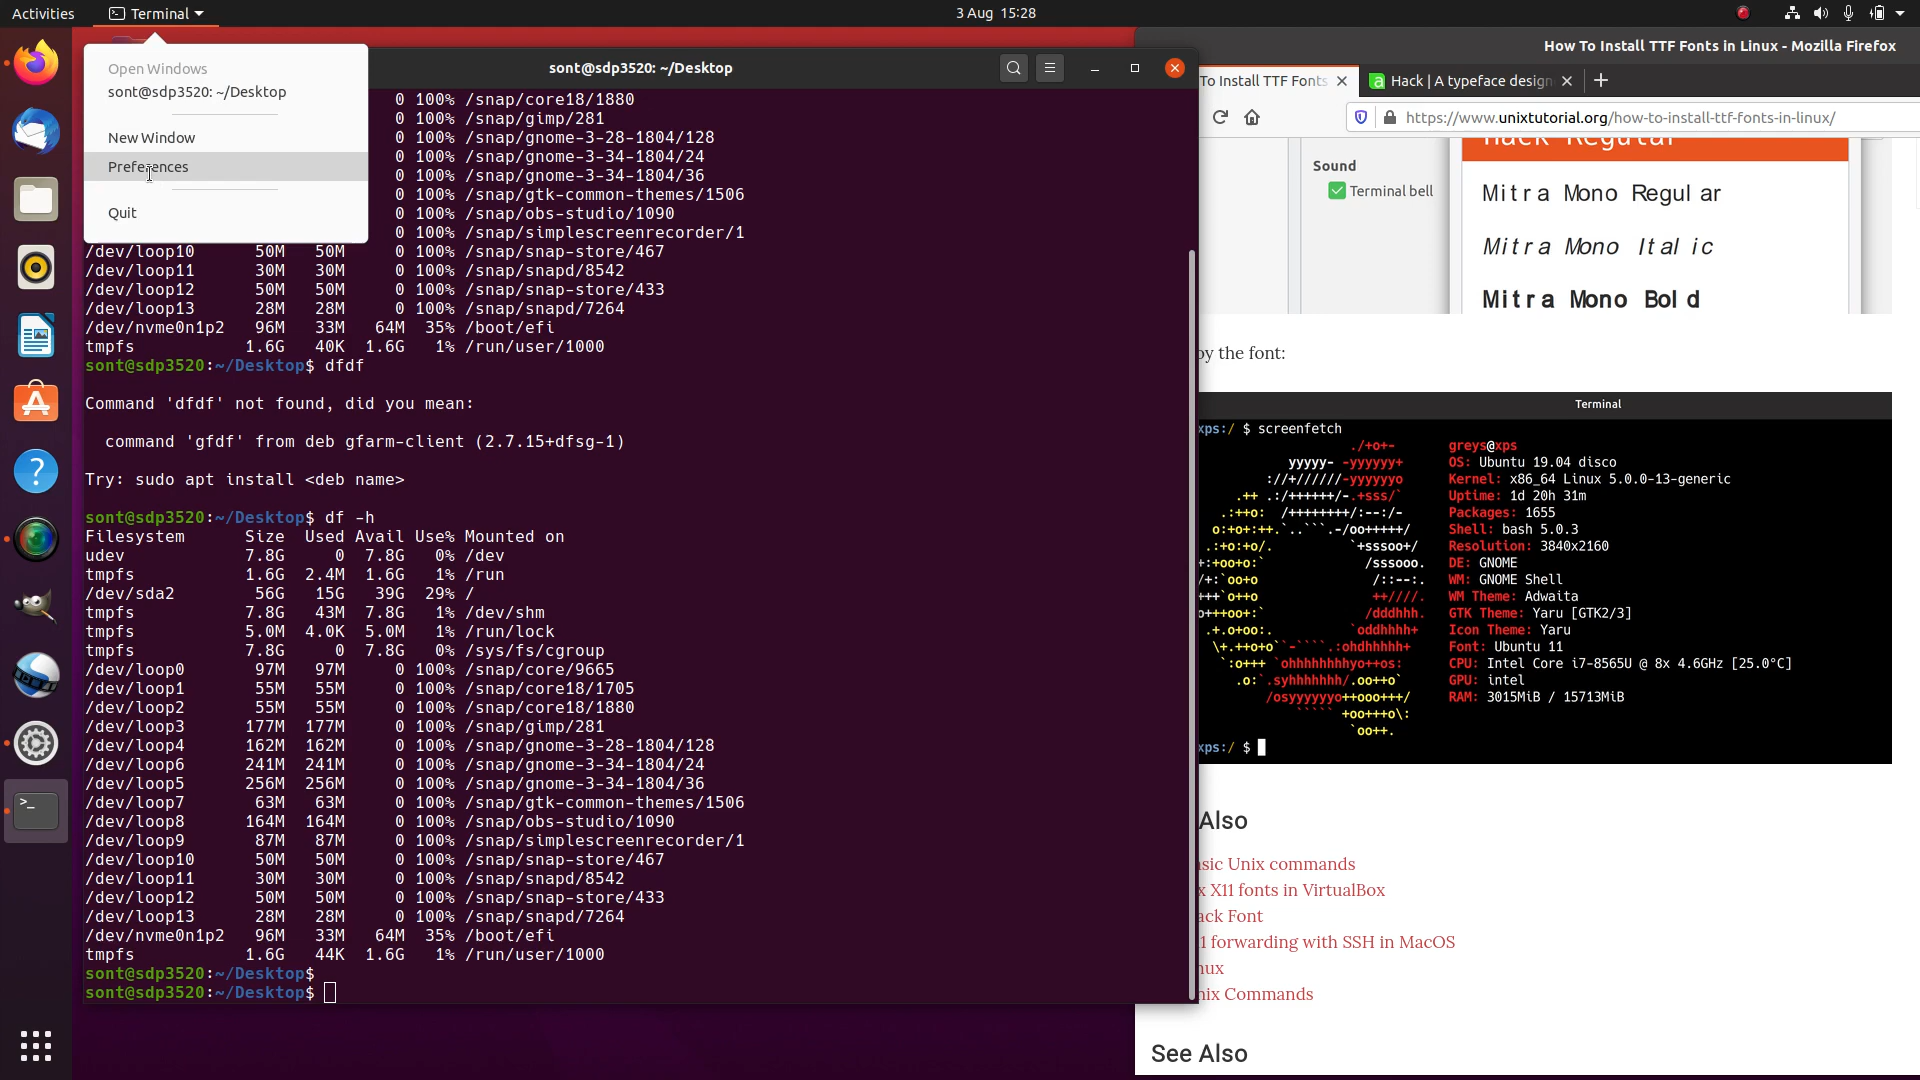 Activities
Terminal
3 Aug 15:28
Open Windows
sont@sdp3520: ~/Desktop
New Window
Preferences
Quit
sont@sdp3520: ~/Desktop
0 100% /snap/core18/1880
0 100% /snap/gimp/281
0 100% /snap/gnome-3-28-1804/128
0 100% /snap/gnome-3-34-1804/24
0 100% /snap/gnome-3-34-1804/36
0 100% /snap/gtk-common-themes/1506
0 100% /snap/obs-studio/1090
0 100% /snap/simplescreenrecorder/1
/dev/loop10 50M 50M 0 100% /snap/snap-store/467
/dev/loop11 30M 30M 0 100% /snap/snapd/8542
/dev/loop12 50M 50M 0 100% /snap/snap-store/433
/dev/loop13 28M 28M 0 100% /snap/snapd/7264
/dev/nvme0n1p2 96M 33M 64M 35% /boot/efi
tmpfs 1.6G 40K 1.6G 1% /run/user/1000
sont@sdp3520:~/Desktop$ dfdf
Command 'dfdf' not found, did you mean:
command 'gfdf' from deb gfarm-client (2.7.15+dfsg-1)
Try: sudo apt install <deb name>
sont@sdp3520:~/Desktop$ df -h
Filesystem Size Used Avail Use% Mounted on
udev 7.8G 0 7.8G 0% /dev
tmpfs 1.6G 2.4M 1.6G 1% /run
/dev/sda2 56G 15G 39G 29% /
tmpfs 7.8G 43M 7.8G 1% /dev/shm
tmpfs 5.0M 4.0K 5.0M 1% /run/lock
tmpfs 7.8G 0 7.8G 0% /sys/fs/cgroup
/dev/loop0 97M 97M 0 100% /snap/core/9665
/dev/loop1 55M 55M 0 100% /snap/core18/1705
/dev/loop2 55M 55M 0 100% /snap/core18/1880
/dev/loop3 177M 177M 0 100% /snap/gimp/281
/dev/loop4 162M 162M 0 100% /snap/gnome-3-28-1804/128
/dev/loop6 241M 241M 0 100% /snap/gnome-3-34-1804/24
/dev/loop5 256M 256M 0 100% /snap/gnome-3-34-1804/36
/dev/loop7 63M 63M 0 100% /snap/gtk-common-themes/1506
/dev/loop8 164M 164M 0 100% /snap/obs-studio/1090
/dev/loop9 87M 87M 0 100% /snap/simplescreenrecorder/1
/dev/loop10 50M 50M 0 100% /snap/snap-store/467
/dev/loop11 30M 30M 0 100% /snap/snapd/8542
/dev/loop12 50M 50M 0 100% /snap/snap-store/433
/dev/loop13 28M 28M 0 100% /snap/snapd/7264
/dev/nvme0n1p2 96M 33M 64M 35% /boot/efi
tmpfs 1.6G 44K 1.6G 1% /run/user/1000
sont@sdp3520:~/Desktop$
sont@sdp3520:~/Desktop$
How To Install TTF Fonts in Linux - Mozilla Firefox
To Install TTF Fonts
Hack | A typeface design
https://www.unixtutorial.org/how-to-install-ttf-fonts-in-linux/
Sound
Terminal bell
Hack Regular
Mitra Mono Regular
Mitra Mono Italic
Mitra Mono Bold
by the font:
Terminal
xps:/ $ screenfetch
./+o+- greys@xps
yyyyy- -yyyyyy+ OS: Ubuntu 19.04 disco
://+//////-yyyyyyo Kernel: x86_64 Linux 5.0.0-13-generic
.++ .:/++++++/-.+sss/` Uptime: 1d 20h 31m
.:++o: /++++++++/:--:/- Packages: 1655
o:+o+:++.`..```.-/oo+++++/ Shell: bash 5.0.3
.:+o:+o/. `+sssoo+/ Resolution: 3840x2160
+:+oo+o:` /sssooo. DE: GNOME
/+:`oo+o /::--:. WM: GNOME Shell
+++`o++o ++////. WM Theme: Adwaita
o+++oo+:` /dddhhh. GTK Theme: Yaru [GTK2/3]
.+.o+oo:. `oddhhhh+ Icon Theme: Yaru
\+.++o+o``-````.:ohdhhhhh+ Font: Ubuntu 11
`:o+++ `ohhhhhhhhyo++os: CPU: Intel Core i7-8565U @ 8x 4.6GHz [25.0°C]
.o:`.syhhhhhhh/.oo++o` GPU: intel
/osyyyyyyo++ooo+++/ RAM: 3015MiB / 15713MiB
````` +oo+++o\:
`oo++.
xps:/ $
Also
sic Unix commands
x X11 fonts in VirtualBox
ack Font
1 forwarding with SSH in MacOS
nux
nix Commands
See Also